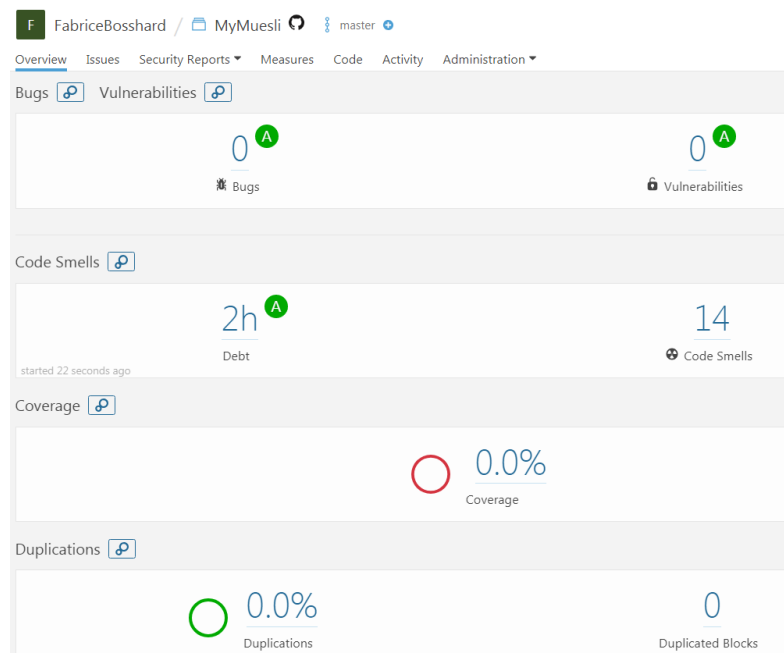 F FabriceBosshard / MyMuesli master
Overview Issues Security Reports Measures Code Activity Administration
Bugs Vulnerabilities
0 A 0 A
Bugs Vulnerabilities
Code Smells
2h A 14
Debt Code Smells
started 22 seconds ago
Coverage
0.0%
Coverage
Duplications
0.0% 0
Duplications Duplicated Blocks